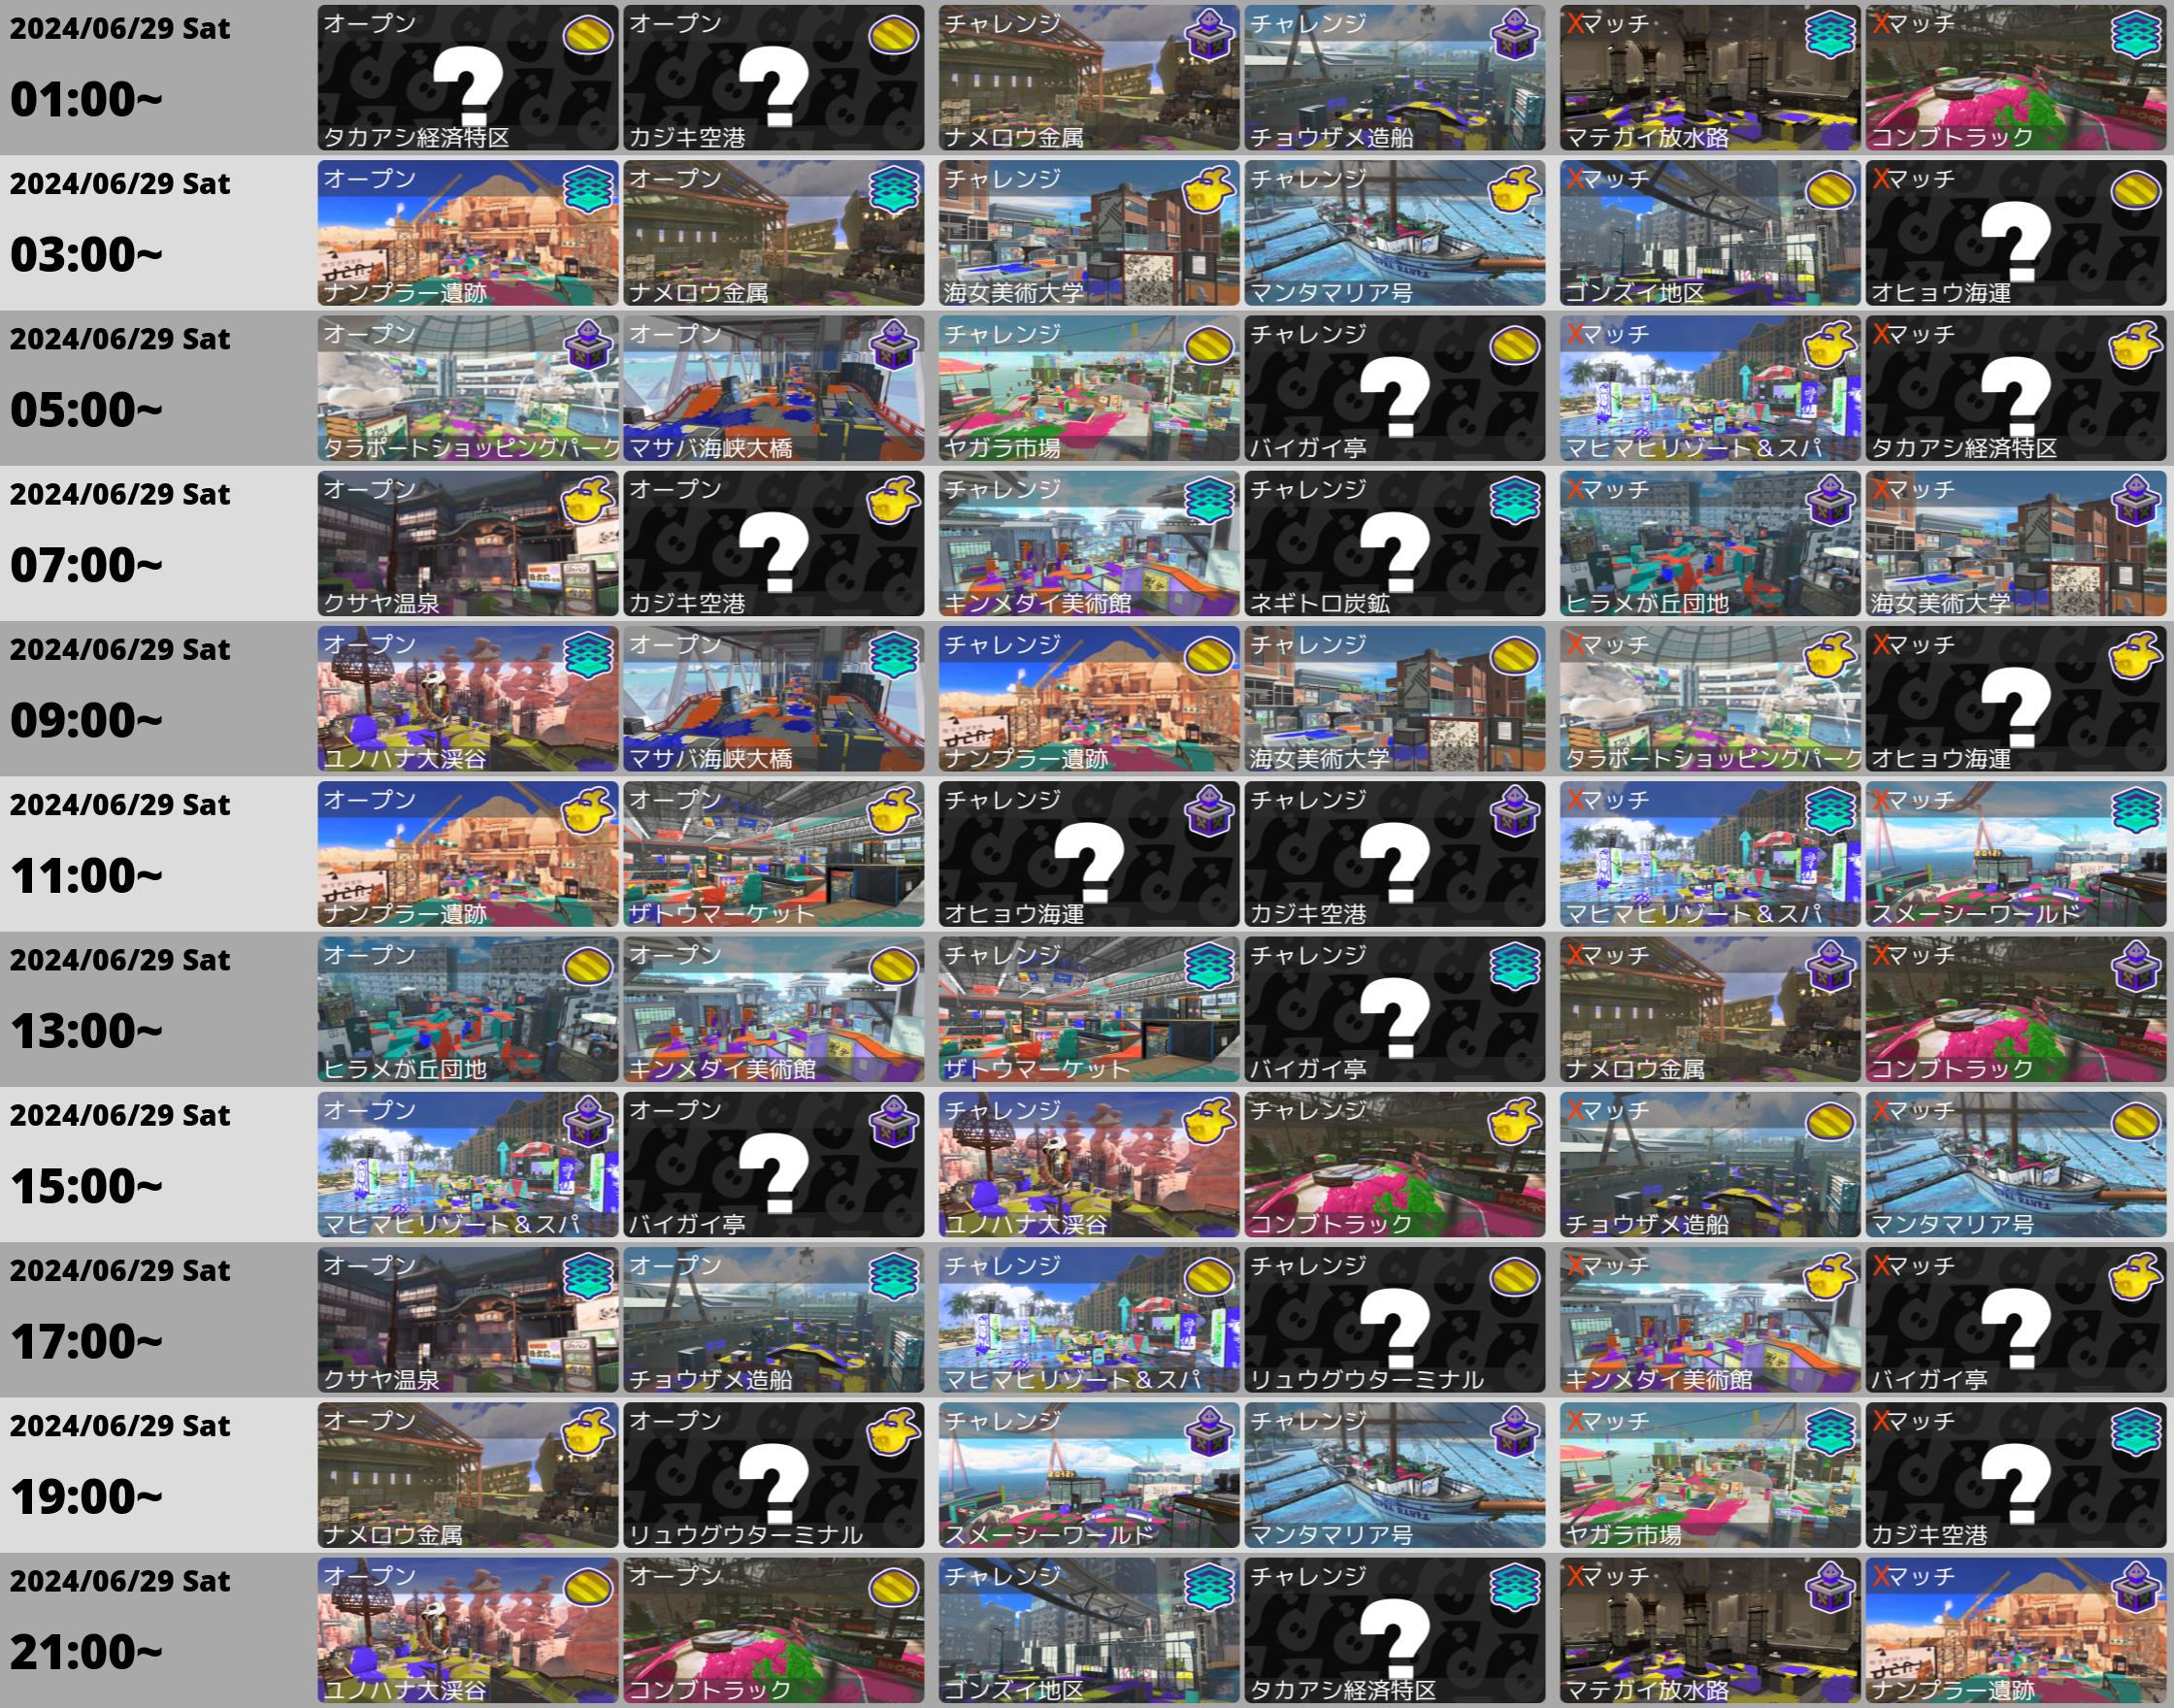 2024/06/29 Sat
01:00~
オープン
タカアシ経済特区
オープン
カジキ空港
チャレンジ
ナメロウ金属
チャレンジ
チョウザメ造船
Xマッチ
マテガイ放水路
Xマッチ
コンブトラック
2024/06/29 Sat
03:00~
オープン
ナンプラー遺跡
オープン
ナメロウ金属
チャレンジ
海女美術大学
チャレンジ
マンタマリア号
Xマッチ
ゴンズイ地区
Xマッチ
オヒョウ海運
2024/06/29 Sat
05:00~
オープン
タラポートショッピングパーク
オープン
マサバ海峡大橋
チャレンジ
ヤガラ市場
チャレンジ
バイガイ亭
Xマッチ
マヒマヒリゾート＆スパ
Xマッチ
タカアシ経済特区
2024/06/29 Sat
07:00~
オープン
クサヤ温泉
オープン
カジキ空港
チャレンジ
キンメダイ美術館
チャレンジ
ネギトロ炭鉱
Xマッチ
ヒラメが丘団地
Xマッチ
海女美術大学
2024/06/29 Sat
09:00~
オープン
ユノハナ大渓谷
オープン
マサバ海峡大橋
チャレンジ
ナンプラー遺跡
チャレンジ
海女美術大学
Xマッチ
タラポートショッピングパーク
Xマッチ
オヒョウ海運
2024/06/29 Sat
11:00~
オープン
ナンプラー遺跡
オープン
ザトウマーケット
チャレンジ
オヒョウ海運
チャレンジ
カジキ空港
Xマッチ
マヒマヒリゾート＆スパ
Xマッチ
スメーシーワールド
2024/06/29 Sat
13:00~
オープン
ヒラメが丘団地
オープン
キンメダイ美術館
チャレンジ
ザトウマーケット
チャレンジ
バイガイ亭
Xマッチ
ナメロウ金属
Xマッチ
コンブトラック
2024/06/29 Sat
15:00~
オープン
マヒマヒリゾート＆スパ
オープン
バイガイ亭
チャレンジ
ユノハナ大渓谷
チャレンジ
コンブトラック
Xマッチ
チョウザメ造船
Xマッチ
マンタマリア号
2024/06/29 Sat
17:00~
オープン
クサヤ温泉
オープン
チョウザメ造船
チャレンジ
マヒマヒリゾート＆スパ
チャレンジ
リュウグウターミナル
Xマッチ
キンメダイ美術館
Xマッチ
バイガイ亭
2024/06/29 Sat
19:00~
オープン
ナメロウ金属
オープン
リュウグウターミナル
チャレンジ
スメーシーワールド
チャレンジ
マンタマリア号
Xマッチ
ヤガラ市場
Xマッチ
カジキ空港
2024/06/29 Sat
21:00~
オープン
ユノハナ大渓谷
オープン
コンブトラック
チャレンジ
ゴンズイ地区
チャレンジ
タカアシ経済特区
Xマッチ
マテガイ放水路
Xマッチ
ナンプラー遺跡